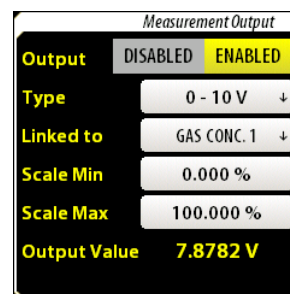 Measurement Output
Output DISABLED ENABLED
Type 0 - 10 V ↓
Linked to GAS CONC. 1 ↓
Scale Min 0.000 %
Scale Max 100.000 %
Output Value 7.8782 V